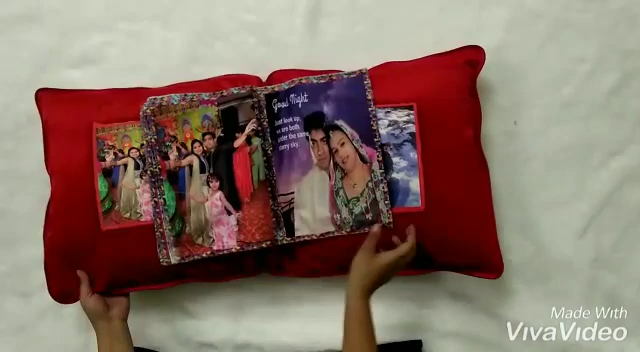 Good Night
Just look up,
we are both
under the same
starry sky.
Made With
VivaVideo